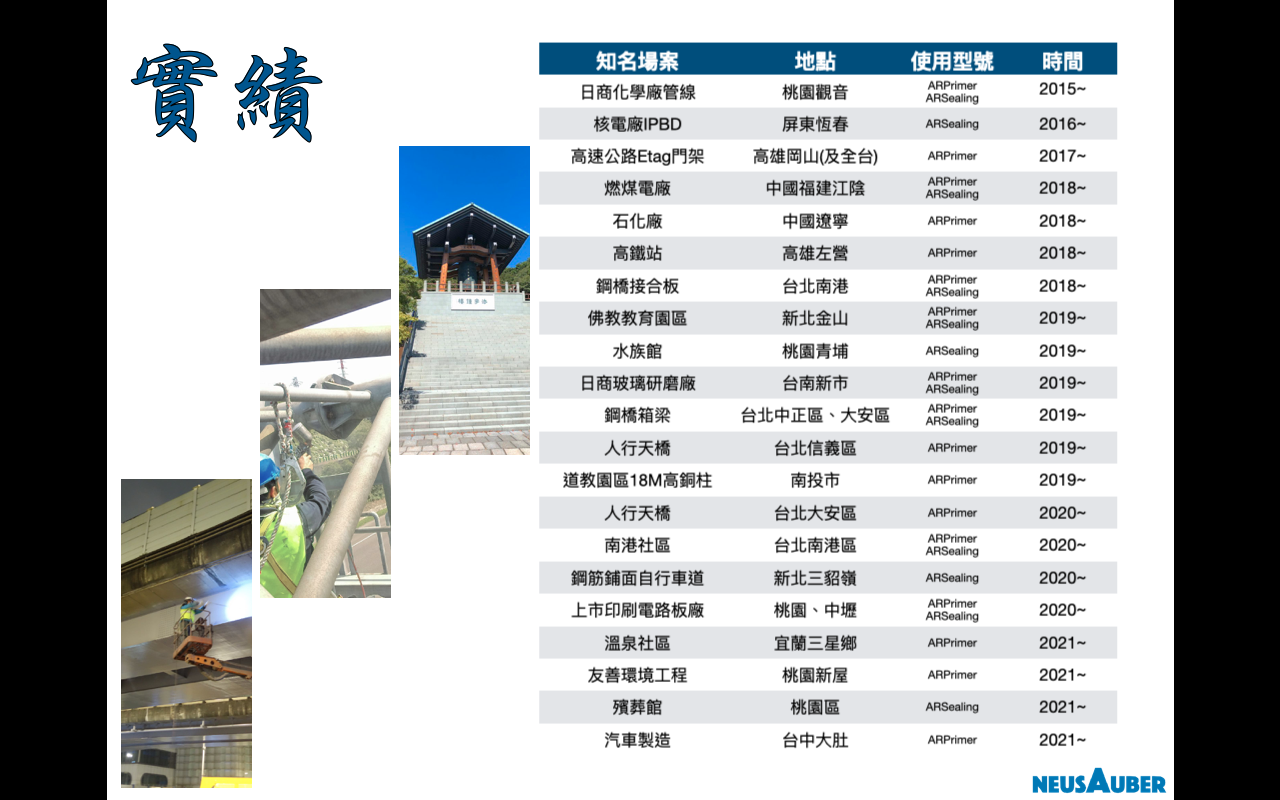 實績
知名場案 地點 使用型號 時間
日商化學廠管線 桃園觀音 ARPrimer ARSealing 2015~
核電廠IPBD 屏東恆春 ARSealing 2016~
高速公路Etag門架 高雄岡山(及全台) ARPrimer 2017~
燃煤電廠 中國福建江陰 ARPrimer ARSealing 2018~
石化廠 中國遼寧 ARPrimer 2018~
高鐵站 高雄左營 ARPrimer 2018~
鋼橋接合板 台北南港 ARPrimer ARSealing 2018~
佛教教育園區 新北金山 ARPrimer ARSealing 2019~
水族館 桃園青埔 ARSealing 2019~
日商玻璃研磨廠 台南新市 ARPrimer ARSealing 2019~
鋼橋箱梁 台北中正區、大安區 ARPrimer ARSealing 2019~
人行天橋 台北信義區 ARPrimer 2019~
道教園區18M高銅柱 南投市 ARPrimer 2019~
人行天橋 台北大安區 ARPrimer 2020~
南港社區 台北南港區 ARPrimer ARSealing 2020~
鋼筋鋪面自行車道 新北三貂嶺 ARSealing 2020~
上市印刷電路板廠 桃園、中壢 ARPrimer ARSealing 2020~
溫泉社區 宜蘭三星鄉 ARPrimer 2021~
友善環境工程 桃園新屋 ARPrimer 2021~
殯葬館 桃園區 ARSealing 2021~
汽車製造 台中大肚 ARPrimer 2021~
NEUSAUBER